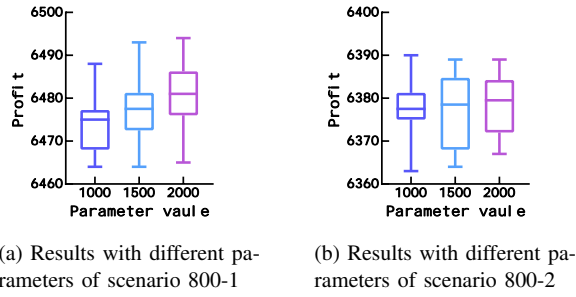 6500
6490
6480
6470
6460
Profit
1000 1500 2000
Parameter vaule
6400
6390
6380
6370
6360
Profit
1000 1500 2000
Parameter vaule
(a) Results with different pa-
rameters of scenario 800-1
(b) Results with different pa-
rameters of scenario 800-2